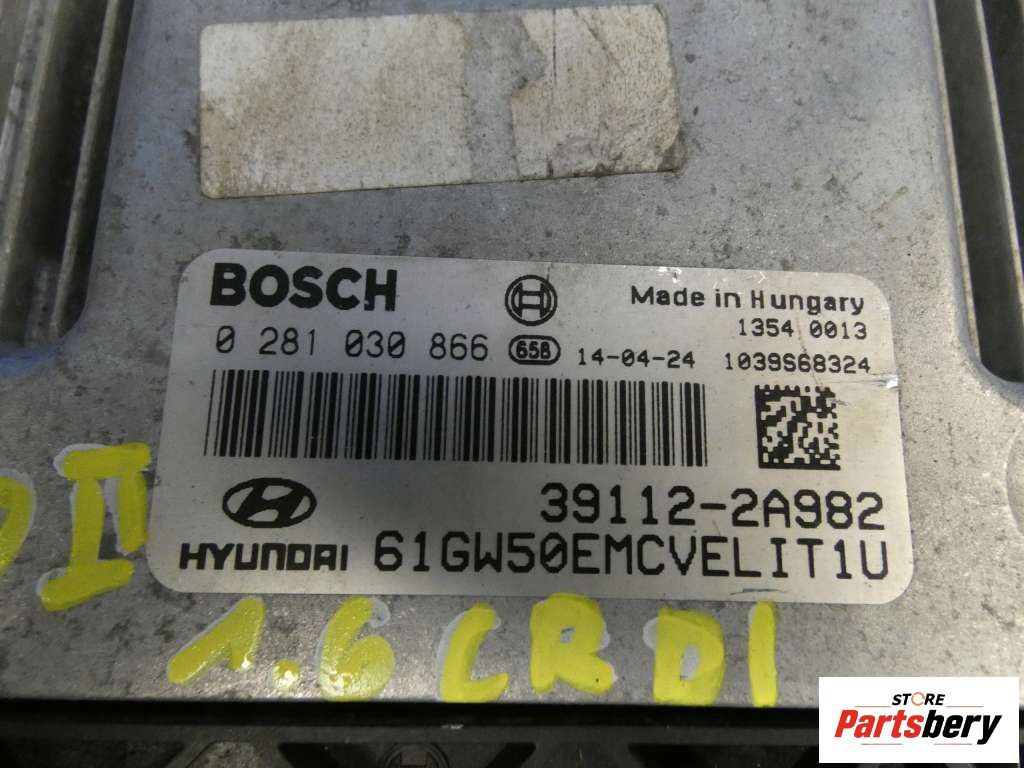 BOSCH
Made in Hungary
1354 0013
0 281 030 866 658 14-04-24 1039S68324
39112-2A982
HYUNDAI 61GW50EMCVELIT1U
II
1.6 CRDI
STORE
Partsbery